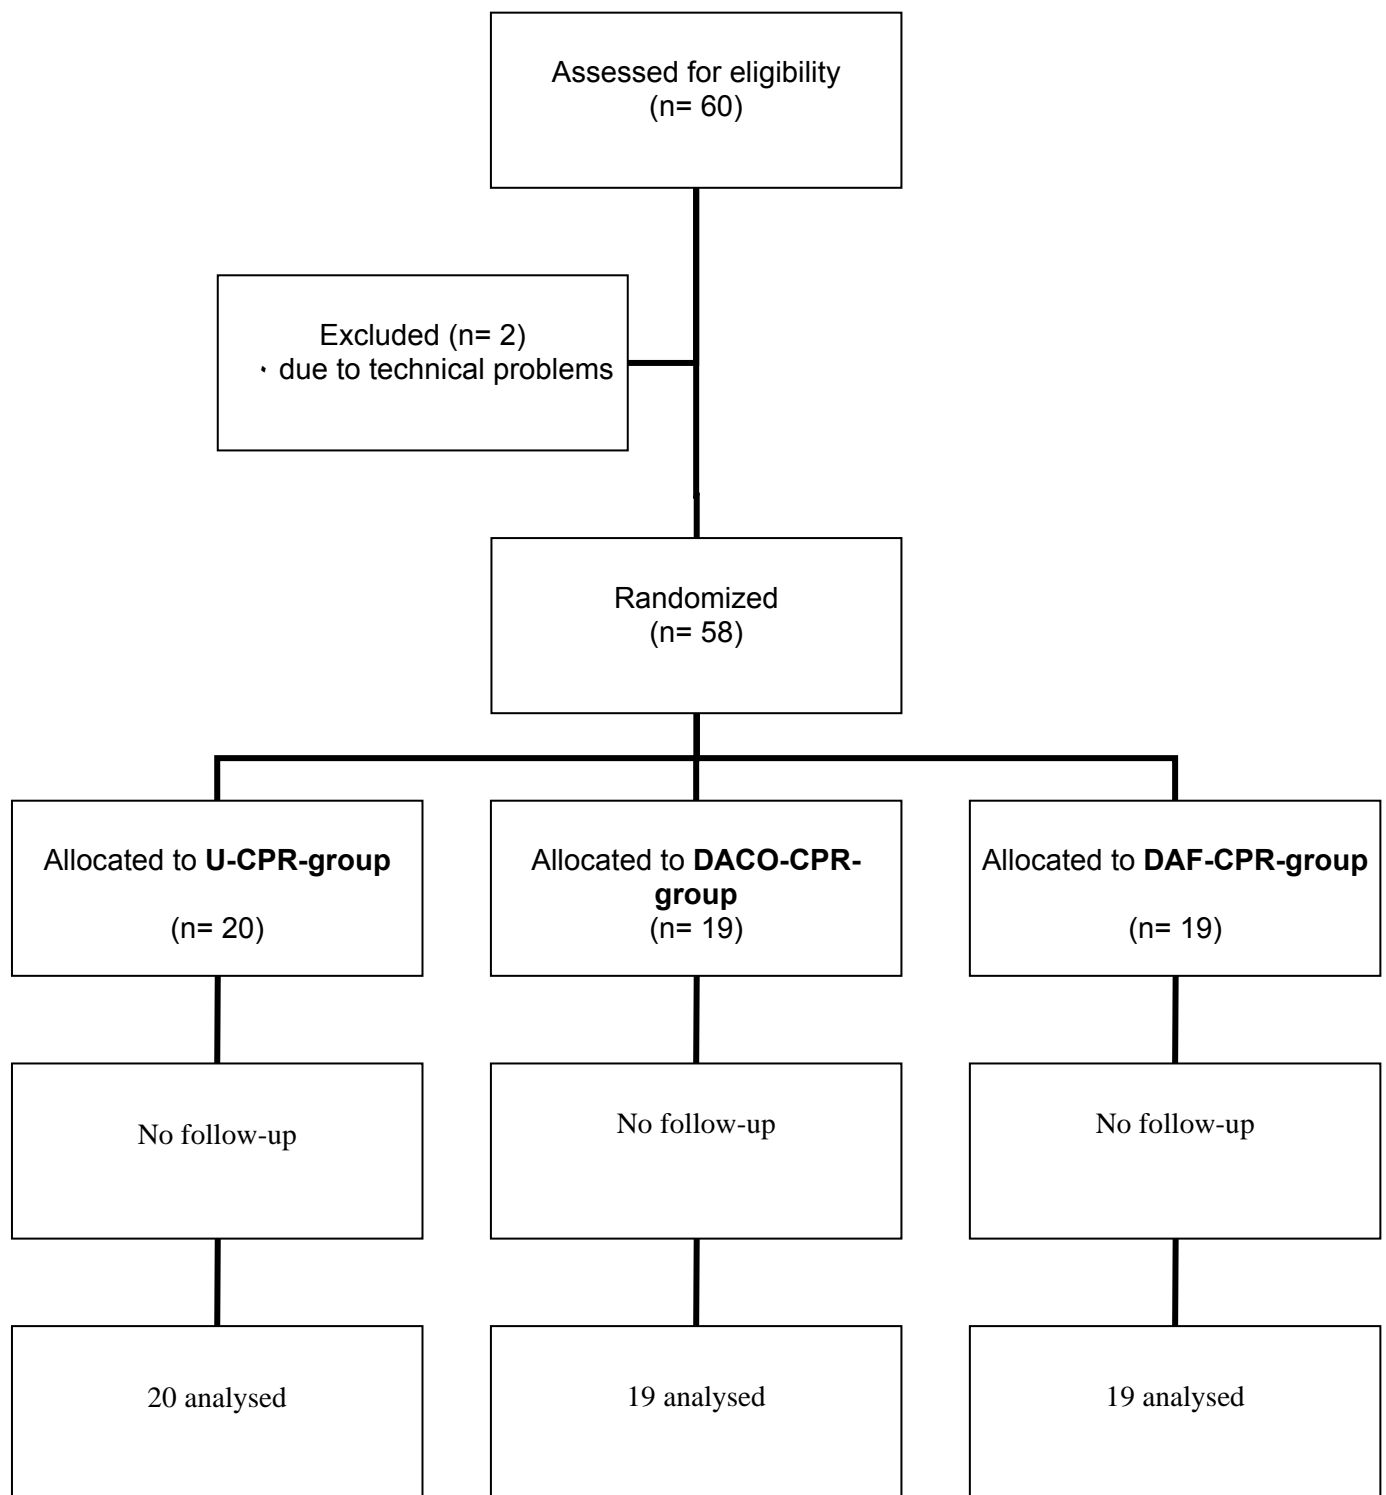 Assessed for eligibility
(n= 60)
Excluded (n= 2)
⬧ due to technical problems
Randomized
(n= 58)
Allocated to U-CPR-group
(n= 20)
Allocated to DACO-CPR-
group
(n= 19)
Allocated to DAF-CPR-group
(n= 19)
No follow-up
No follow-up
No follow-up
20 analysed
19 analysed
19 analysed